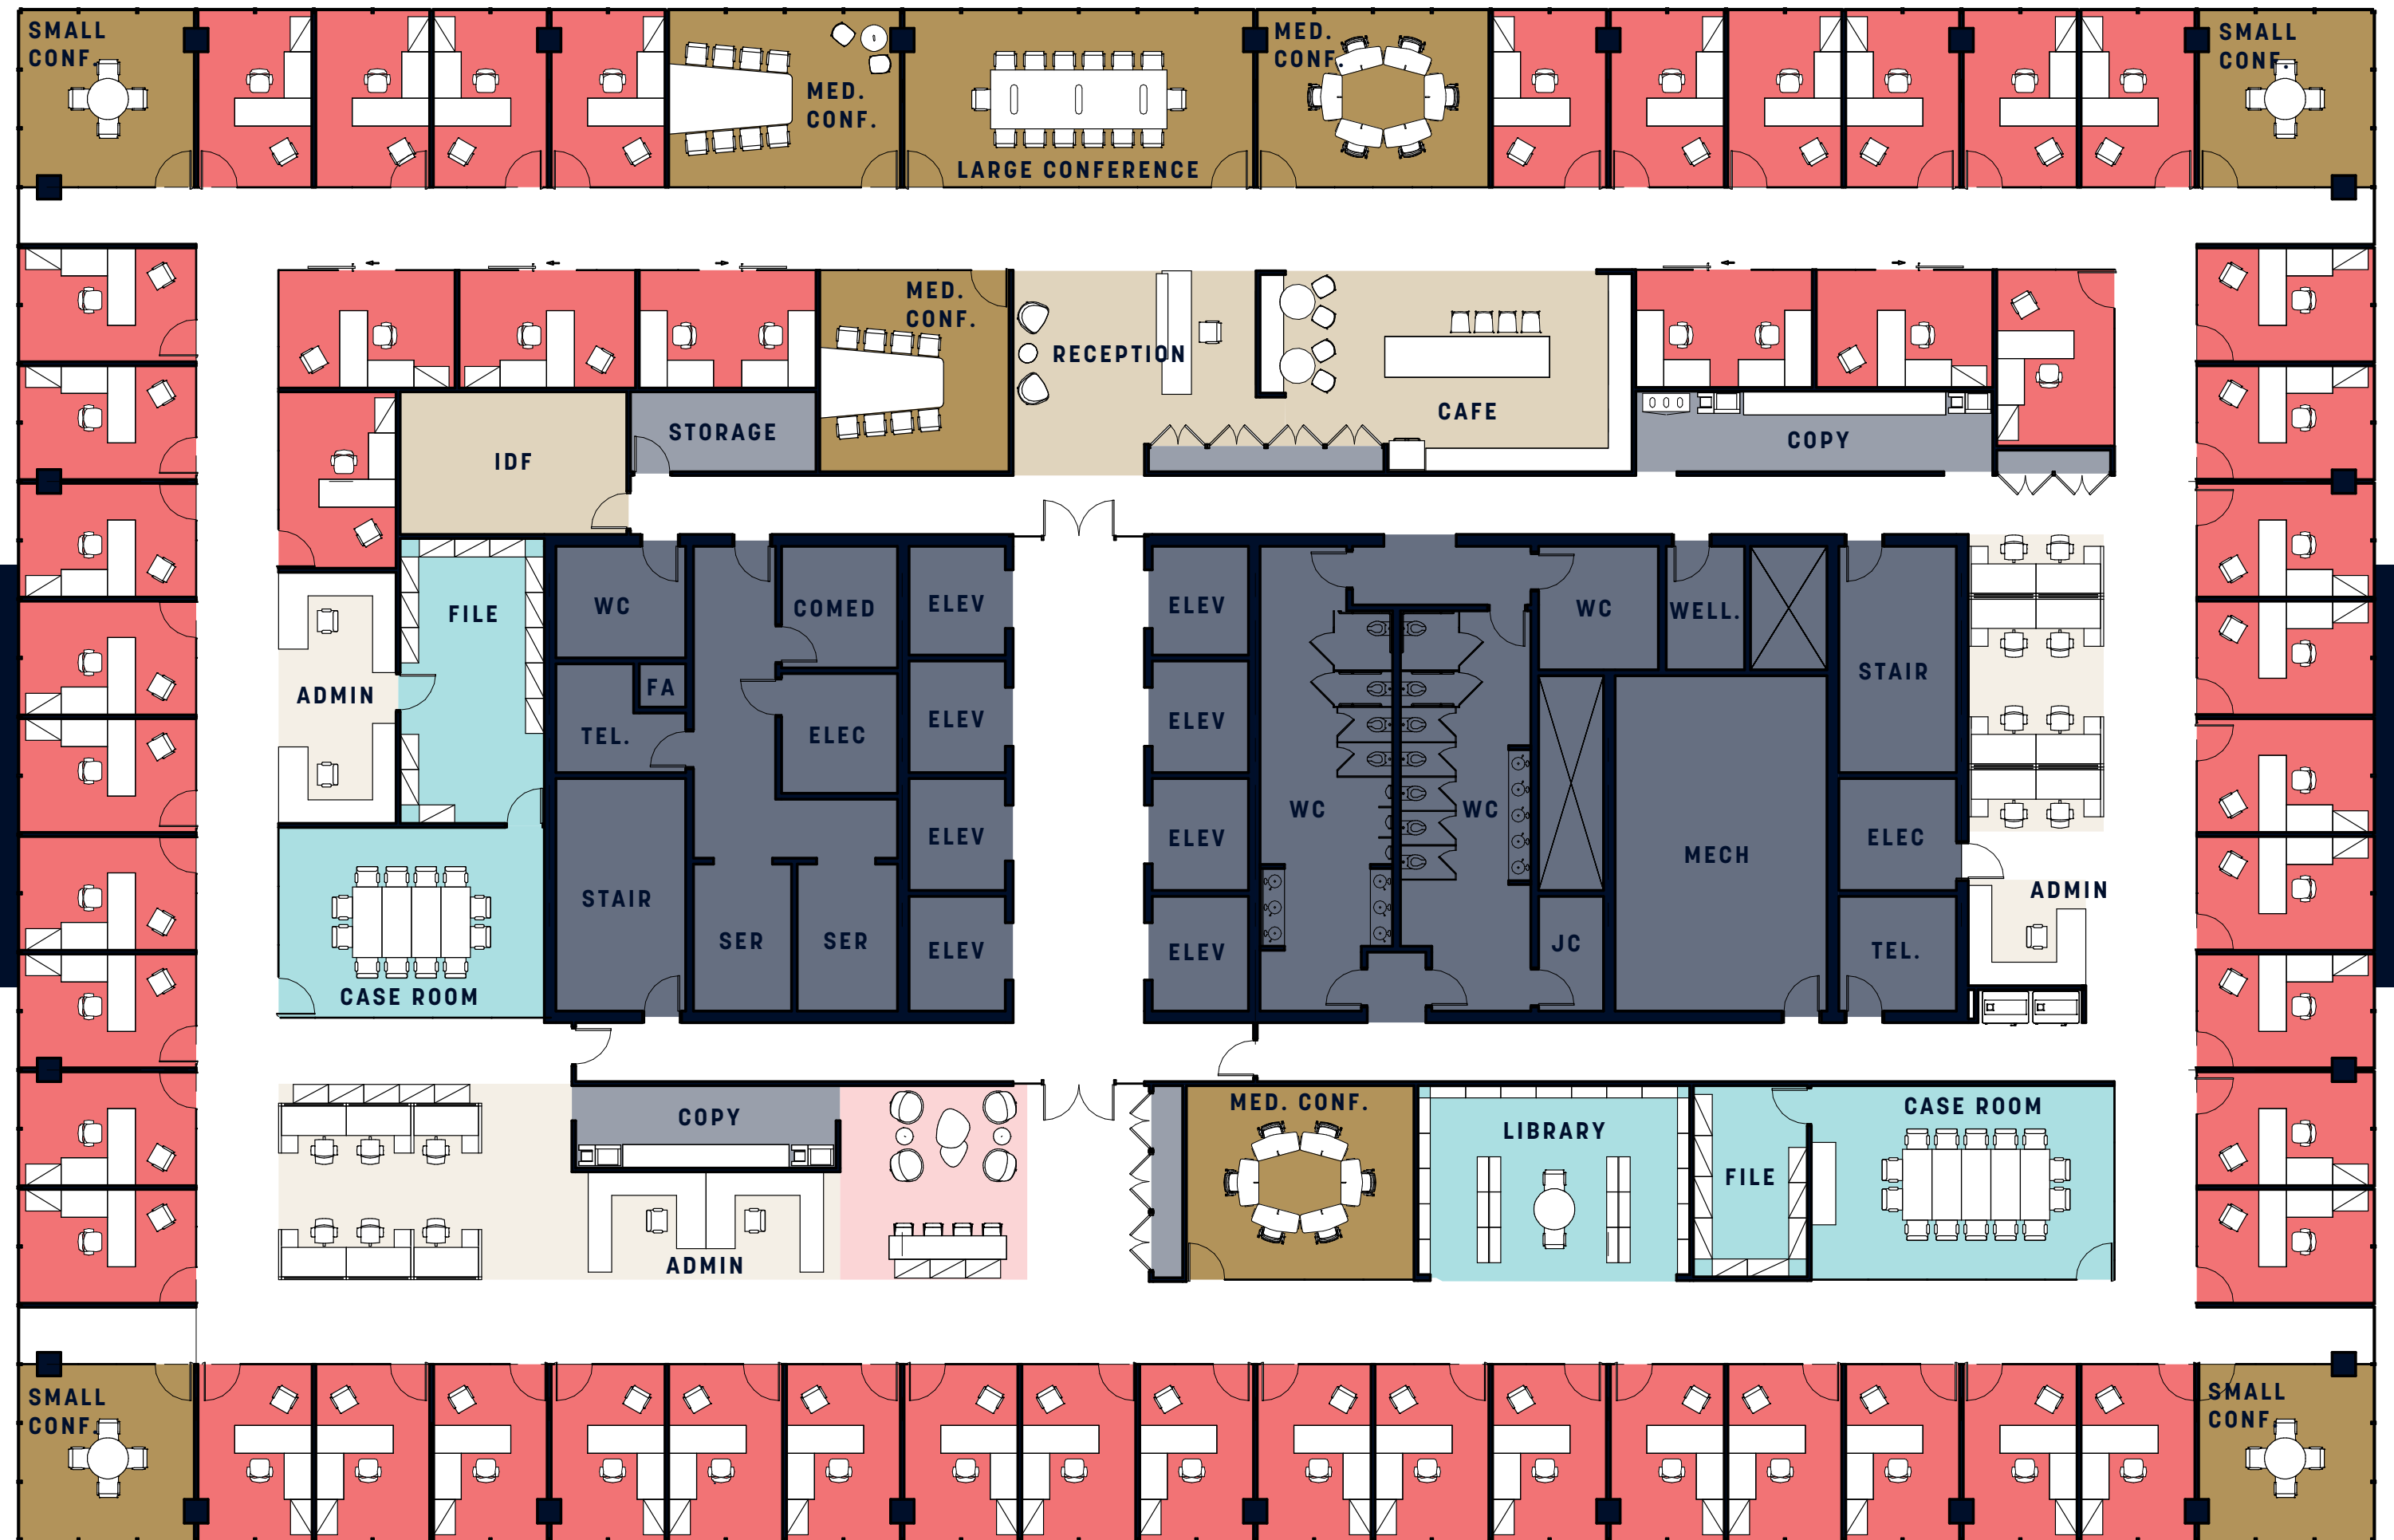 SMALL
CONF.
MED.
CONF.
LARGE CONFERENCE
MED.
CONF.
SMALL
CONF.
MED.
CONF.
RECEPTION
CAFE
STORAGE
IDF
COPY
FILE
WC
COMED
ELEV
ELEV
WC
WELL.
STAIR
ADMIN
FA
TEL.
ELEC
ELEV
ELEV
WC
WC
ELEV
ELEV
MECH
ELEC
ADMIN
STAIR
SER
SER
ELEV
ELEV
JC
TEL.
CASE ROOM
COPY
MED. CONF.
LIBRARY
CASE ROOM
FILE
ADMIN
SMALL
CONF.
SMALL
CONF.